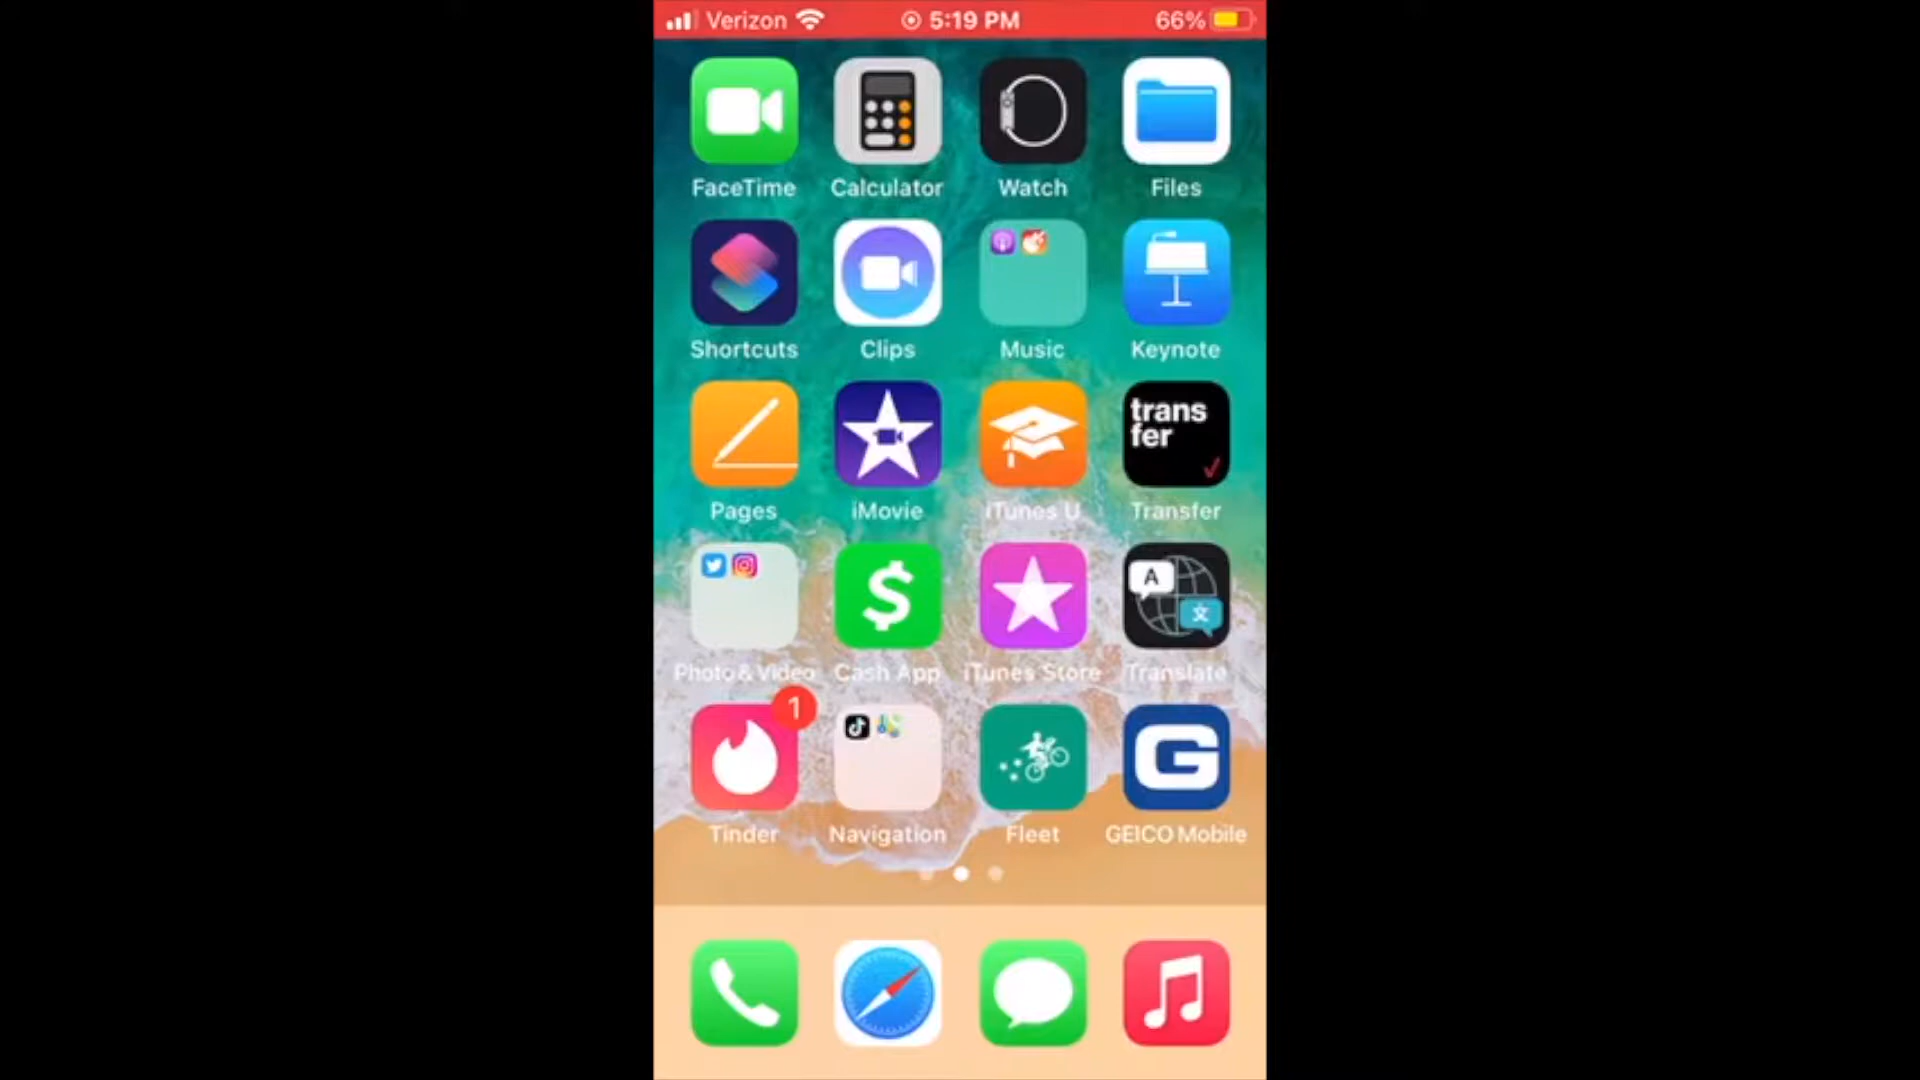 Verizon 5:19 PM 66%
FaceTime Calculator Watch Files
Shortcuts Clips Music Keynote
trans
fer
Pages iMovie iTunes U Transfer
$
A
文
Photo & Video Cash App iTunes Store Translate
1
G
Tinder Navigation Fleet GEICO Mobile